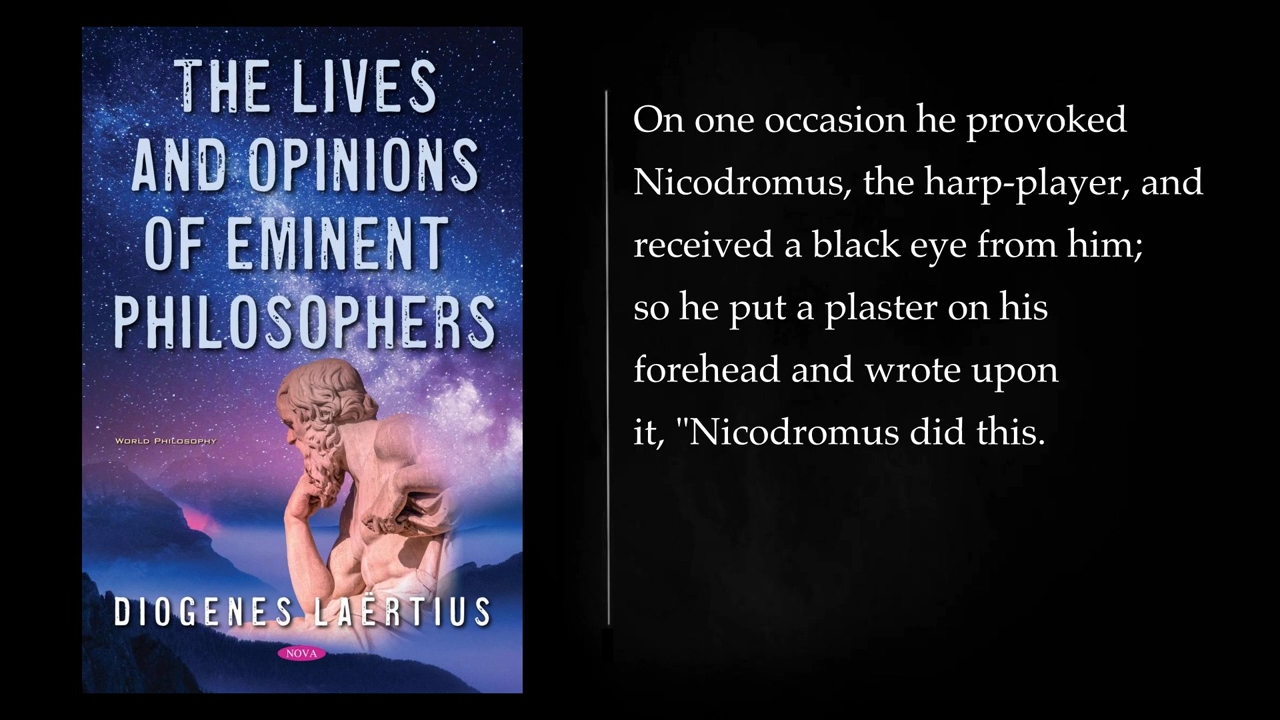 THE LIVES
AND OPINIONS
OF EMINENT
PHILOSOPHERS
WORLD PHILOSOPHY
DIOGENES LAËRTIUS
NOVA
On one occasion he provoked
Nicodromus, the harp-player, and
received a black eye from him;
so he put a plaster on his
forehead and wrote upon
it, "Nicodromus did this.